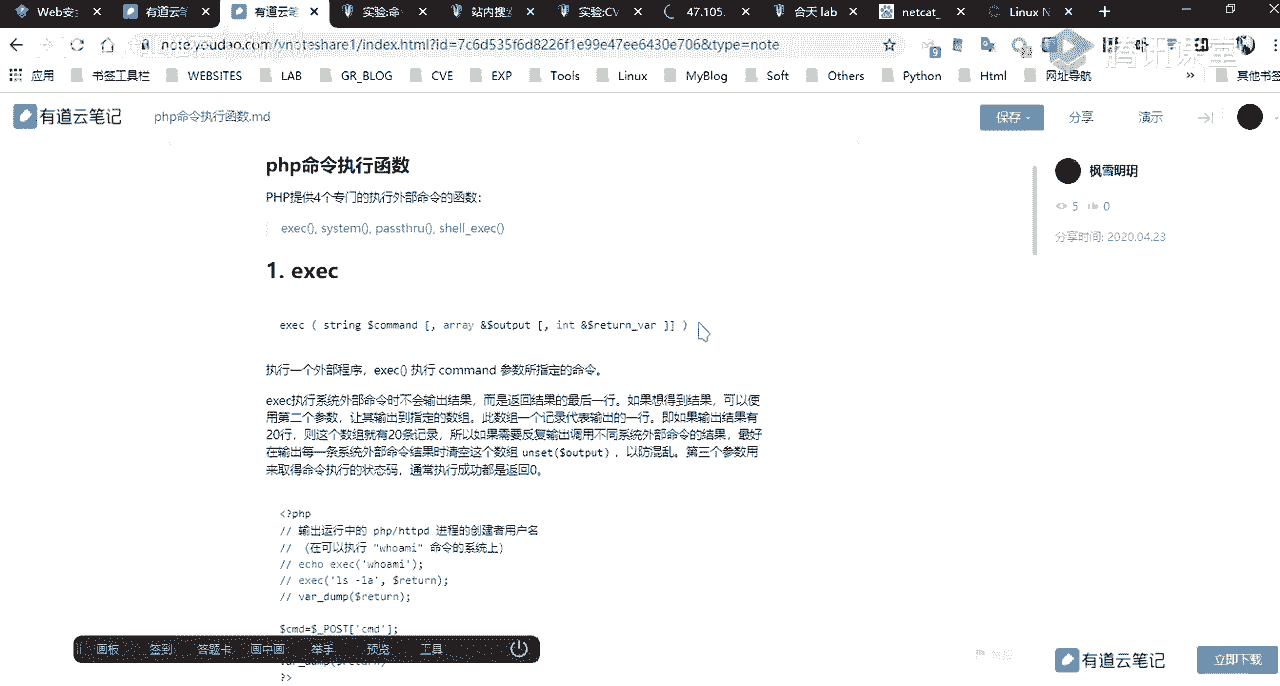 Web安
有道云笔
有道云笔
实验:命
站内搜索
实验:CV
47.105.
合天 lab
netcat_
Linux N
note.youdao.com/ynoteshare1/index.html?id=7c6d535f6d8226f1e99e47ee6430e706&type=note
腾讯课堂
应用
书签工具栏
WEBSITES
LAB
GR_BLOG
CVE
EXP
Tools
Linux
MyBlog
Soft
Others
Python
Html
网址导航
»
其他书签
有道云笔记
php命令执行函数.md
保存
分享
演示
php命令执行函数
PHP提供4个专门的执行外部命令的函数:
exec(), system(), passthru(), shell_exec()
1. exec
exec ( string $command [, array &$output [, int &$return_var ]] )
执行一个外部程序，exec() 执行 command 参数所指定的命令。
exec执行系统外部命令时不会输出结果，而是返回结果的最后一行。如果想得到结果，可以使
用第二个参数，让其输出到指定的数组。此数组一个记录代表输出的一行。即如果输出结果有
20行，则这个数组就有20条记录，所以如果需要反复输出调用不同系统外部命令的结果，最好
在输出每一条系统外部命令结果时清空这个数组 unset($output) ，以防混乱。第三个参数用
来取得命令执行的状态码，通常执行成功都是返回0。
<?php
// 输出运行中的 php/httpd 进程的创建者用户名
// （在可以执行 "whoami" 命令的系统上）
// echo exec('whoami');
// exec('ls -la', $return);
// var_dump($return);
$cmd=$_POST['cmd'];
var_dump($return)
?>
枫雪明玥
5
0
分享时间: 2020.04.23
画板
签到
答题卡
画中画
举手
预览
工具
有道云笔记
立即下载